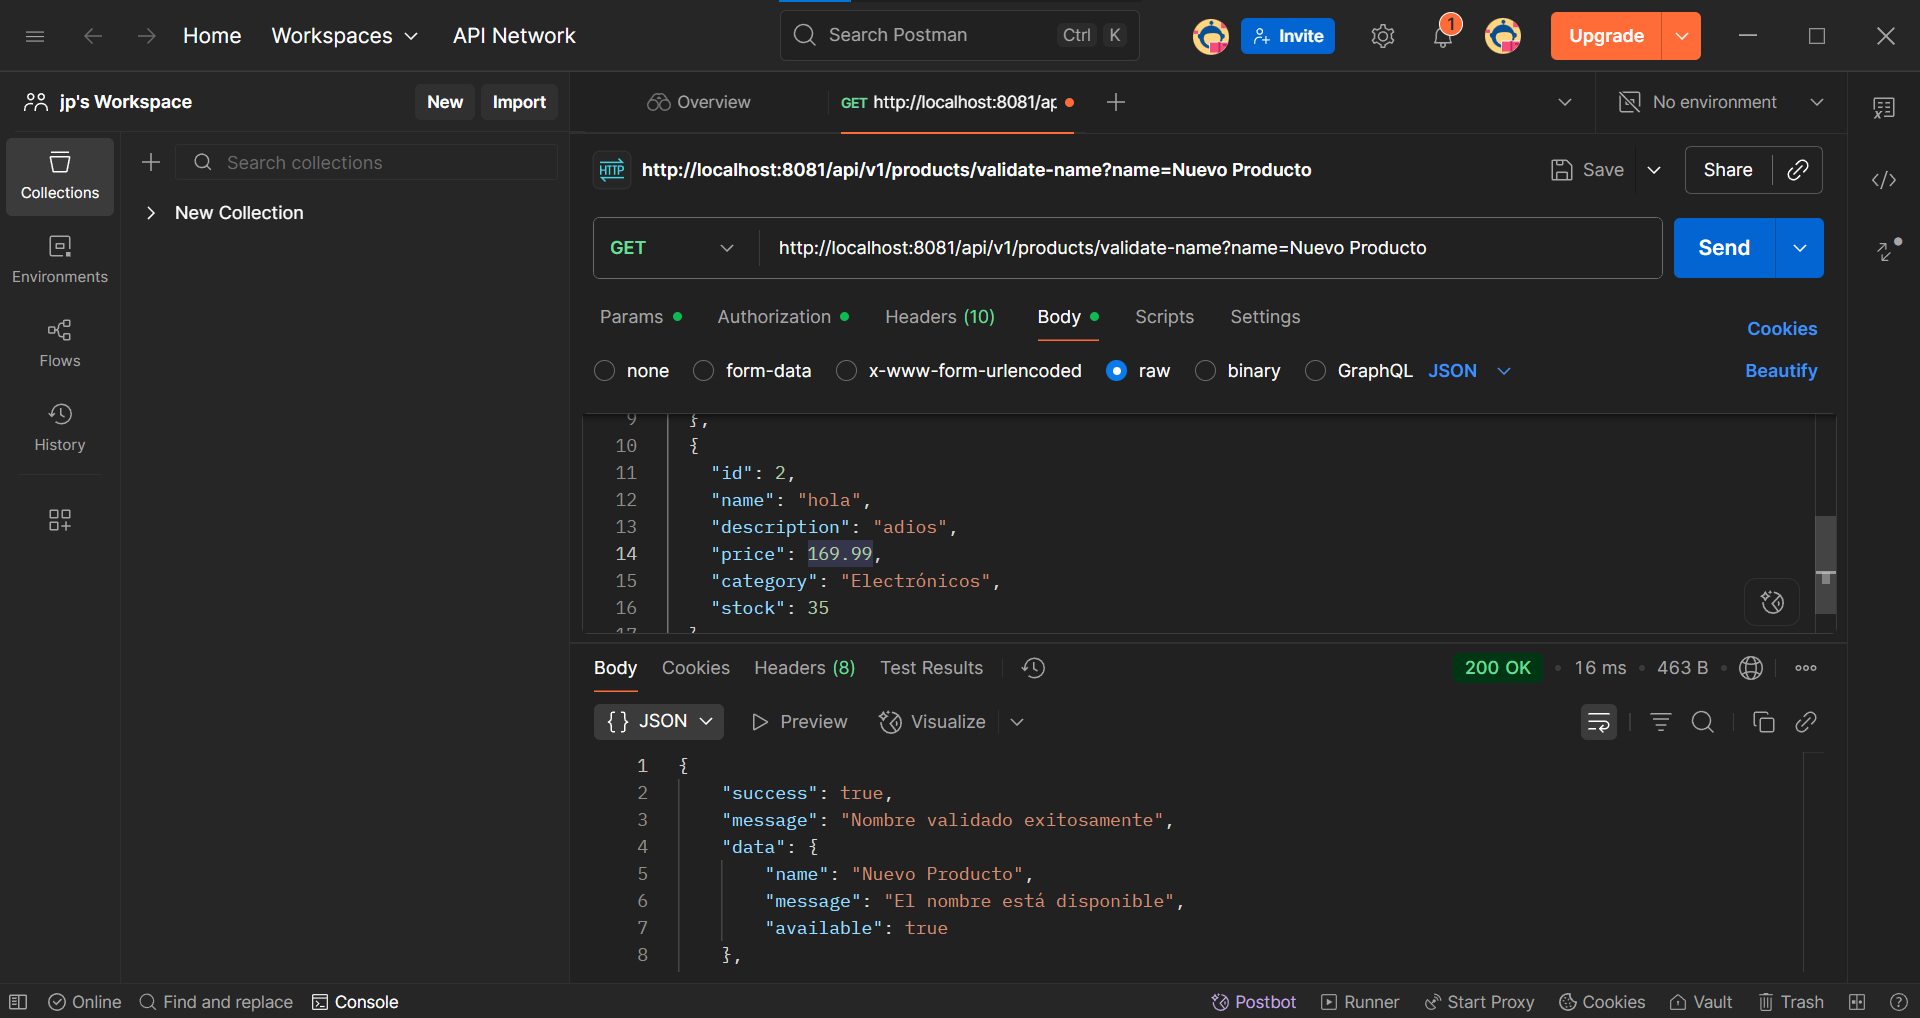 Home Workspaces API Network Search Postman Ctrl K Invite 1 Upgrade
jp's Workspace New Import Overview GET http://localhost:8081/ap No environment
Collections
Search collections
New Collection
Environments
Flows
History
HTTP http://localhost:8081/api/v1/products/validate-name?name=Nuevo Producto Save Share
GET http://localhost:8081/api/v1/products/validate-name?name=Nuevo Producto Send
Params Authorization Headers (10) Body Scripts Settings Cookies
none form-data x-www-form-urlencoded raw binary GraphQL JSON Beautify
9 },
10 {
11 "id": 2,
12 "name": "hola",
13 "description": "adios",
14 "price": 169.99,
15 "category": "Electrónicos",
16 "stock": 35
17 }
Body Cookies Headers (8) Test Results 200 OK • 16 ms • 463 B
{} JSON Preview Visualize
1 {
2 "success": true,
3 "message": "Nombre validado exitosamente",
4 "data": {
5 "name": "Nuevo Producto",
6 "message": "El nombre está disponible",
7 "available": true
8 },
Online Find and replace Console Postbot Runner Start Proxy Cookies Vault Trash